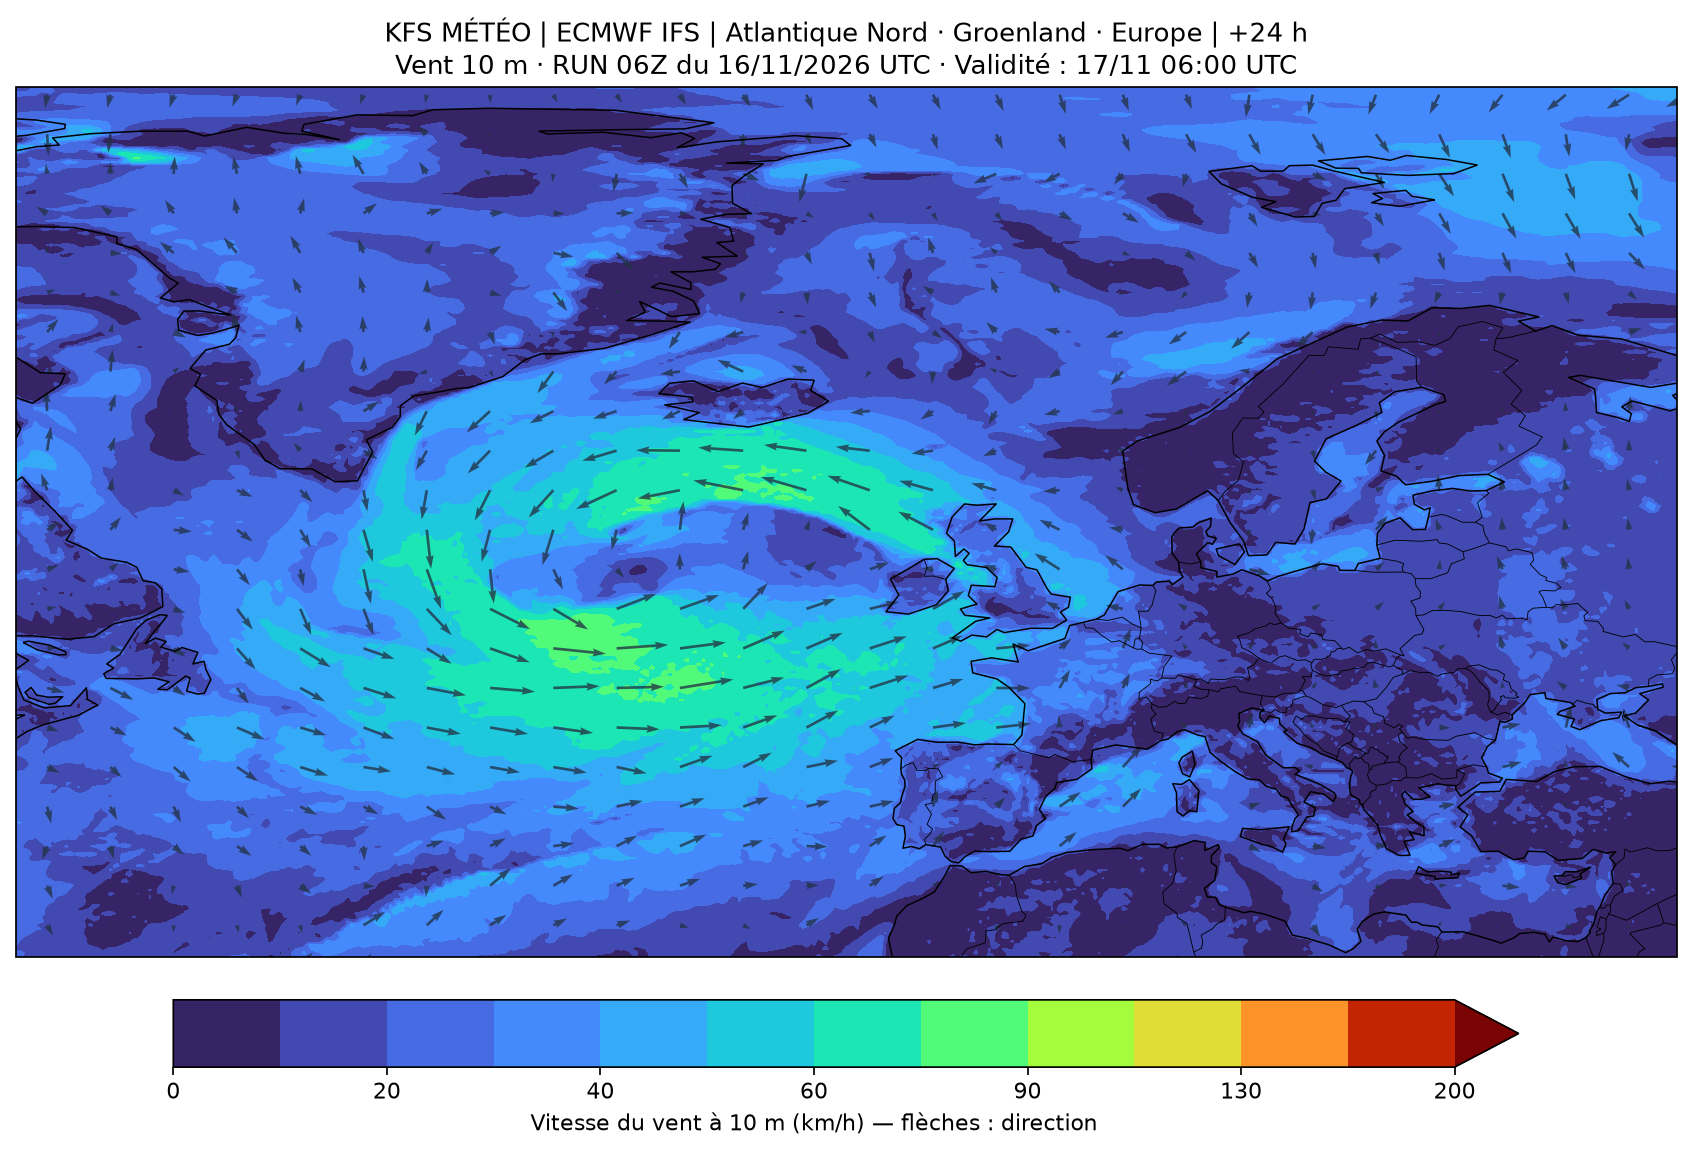 KFS MÉTÉO | ECMWF IFS | Atlantique Nord · Groenland · Europe | +24 h
Vent 10 m · RUN 06Z du 16/11/2026 UTC · Validité : 17/11 06:00 UTC
0 20 40 60 90 130 200
Vitesse du vent à 10 m (km/h) — flèches : direction